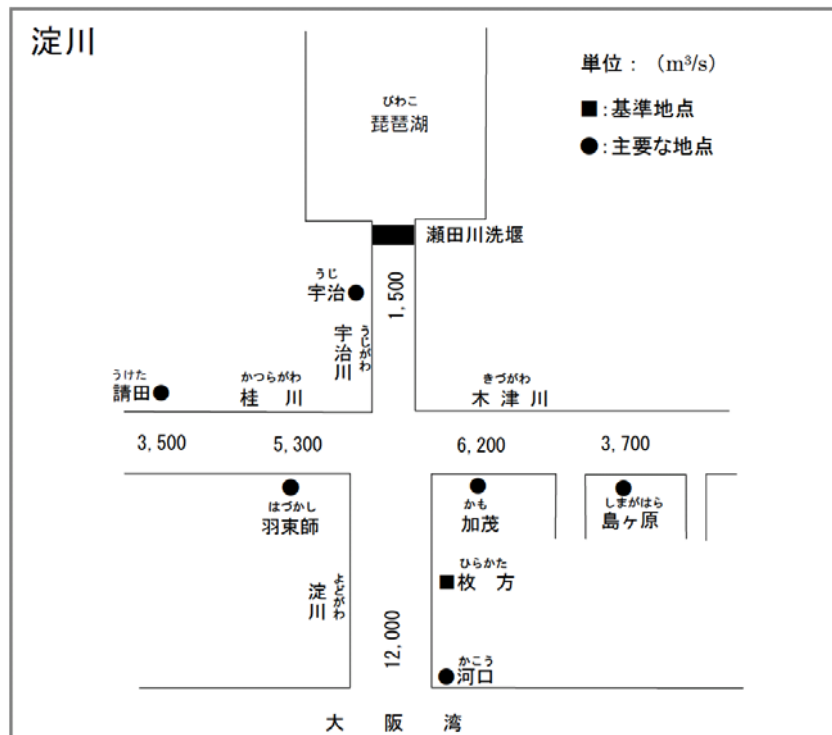 淀川
単位：（m³/s）
■：基準地点
●：主要な地点
びわこ
琵琶湖
瀬田川洗堰
うじ
宇治●
1,500
うじがわ
宇治川
うけた
請田●
かつらがわ
桂 川
きづがわ
木 津 川
3,500
5,300
6,200
3,700
はづかし
羽束師
かも
加茂
しまがはら
島ヶ原
ひらかた
■枚 方
よどがわ
淀川
12,000
かこう
●河口
大 阪 湾